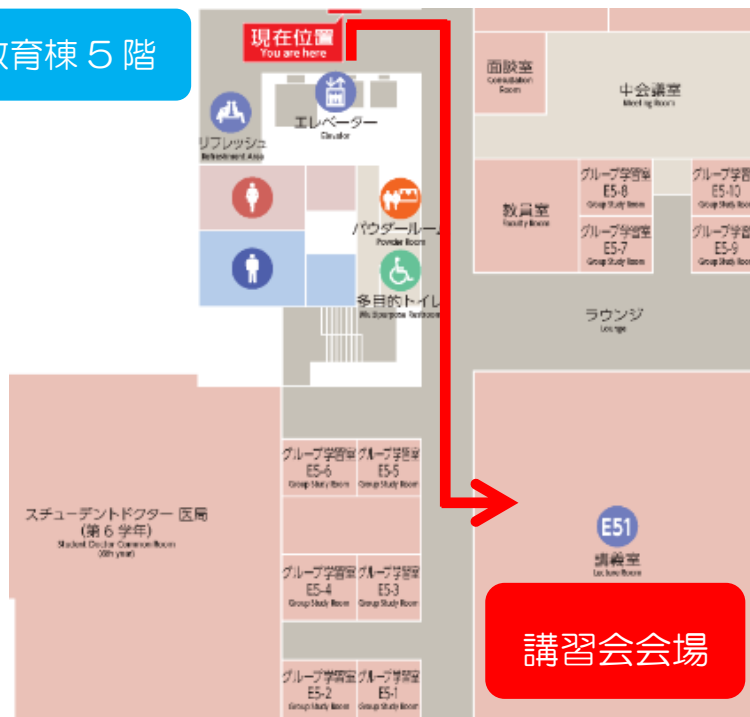 教育棟５階
現在位置
You are here
エレベーター
Elevator
リフレッシュ
Refreshment Area
パウダールーム
Powder Room
多目的トイレ
Multipurpose Restroom
面談室
Consultation
Room
中会議室
Meeting Room
教員室
Faculty Room
グループ学習室
E5-8
Group Study Room
グループ学習
E5-10
Group Study Room
グループ学習室
E5-7
Group Study Room
グループ学習
E5-9
Group Study Room
ラウンジ
Lounge
グループ学習室
E5-6
Group Study Room
グループ学習室
E5-5
Group Study Room
スチューデントドクター 医局
(第６学年)
Student Doctor Common Room
(6th year)
グループ学習室
E5-4
Group Study Room
グループ学習室
E5-3
Group Study Room
E51
講義室
Lecture Room
講習会会場
グループ学習室
E5-2
Group Study Room
グループ学習室
E5-1
Group Study Room